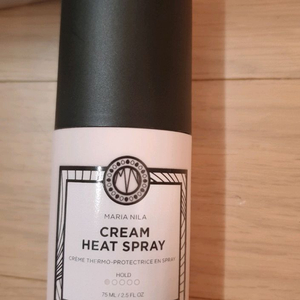 MARIA NILA
CREAM
HEAT SPRAY
CRÈME THERMO-PROTECTRICE EN SPRAY
HOLD
75 ML / 2.5 FL.OZ